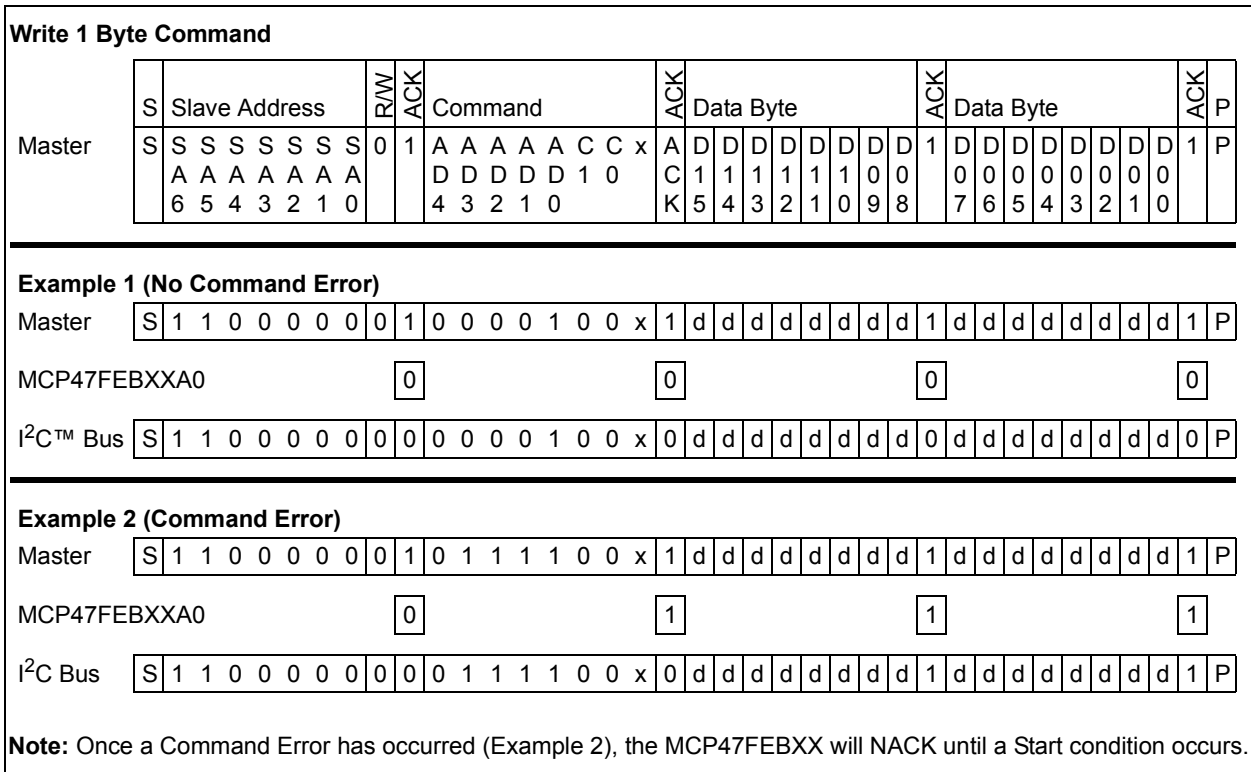 Write 1 Byte Command
S Slave Address R/W ACK Command ACK Data Byte ACK Data Byte ACK P
Master S S S S S S S S 0 1 A A A A A C C x A D D D D D D D D 1 D D D D D D D D 1 P
A A A A A A A D D D D D 1 0 C 1 1 1 1 1 1 0 0 0 0 0 0 0 0 0 0
6 5 4 3 2 1 0 4 3 2 1 0 K 5 4 3 2 1 0 9 8 7 6 5 4 3 2 1 0
Example 1 (No Command Error)
Master S 1 1 0 0 0 0 0 0 1 0 0 0 0 1 0 0 x 1 d d d d d d d d 1 d d d d d d d d 1 P
MCP47FEBXXA0 0 0 0 0
I2C™ Bus S 1 1 0 0 0 0 0 0 0 0 0 0 0 1 0 0 x 0 d d d d d d d d 0 d d d d d d d d 0 P
Example 2 (Command Error)
Master S 1 1 0 0 0 0 0 0 1 0 1 1 1 1 0 0 x 1 d d d d d d d d 1 d d d d d d d d 1 P
MCP47FEBXXA0 0 1 1 1
I2C Bus S 1 1 0 0 0 0 0 0 0 0 1 1 1 1 0 0 x 0 d d d d d d d d 1 d d d d d d d d 1 P
Note: Once a Command Error has occurred (Example 2), the MCP47FEBXX will NACK until a Start condition occurs.